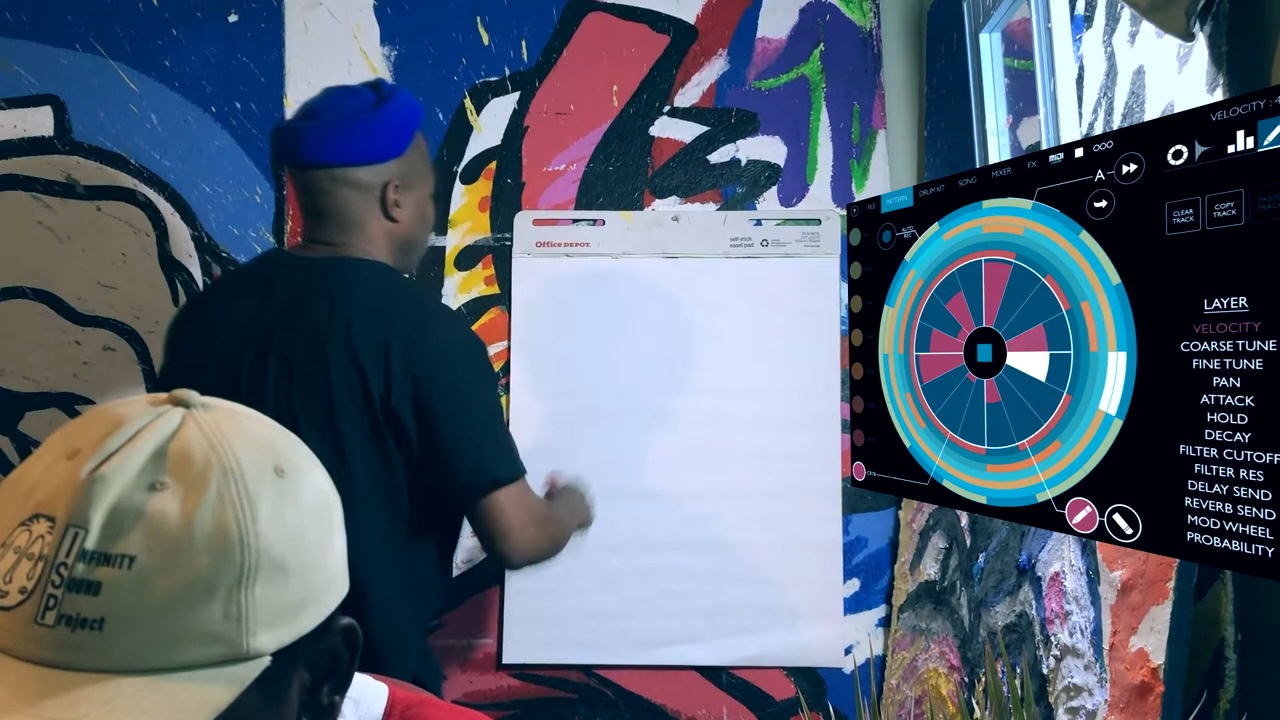 Office DEPOT
self-stick
easel pad
INFINITY
SOUND
Project
VELOCITY :
FILE
PATTERN
DRUM KIT
SONG
MIXER
FX
MIDI
A
AUTO
CLEAR
TRACK
COPY
TRACK
LAYER
VELOCITY
COARSE TUNE
FINE TUNE
PAN
ATTACK
HOLD
DECAY
FILTER CUTOFF
FILTER RES
DELAY SEND
REVERB SEND
MOD WHEEL
PROBABILITY